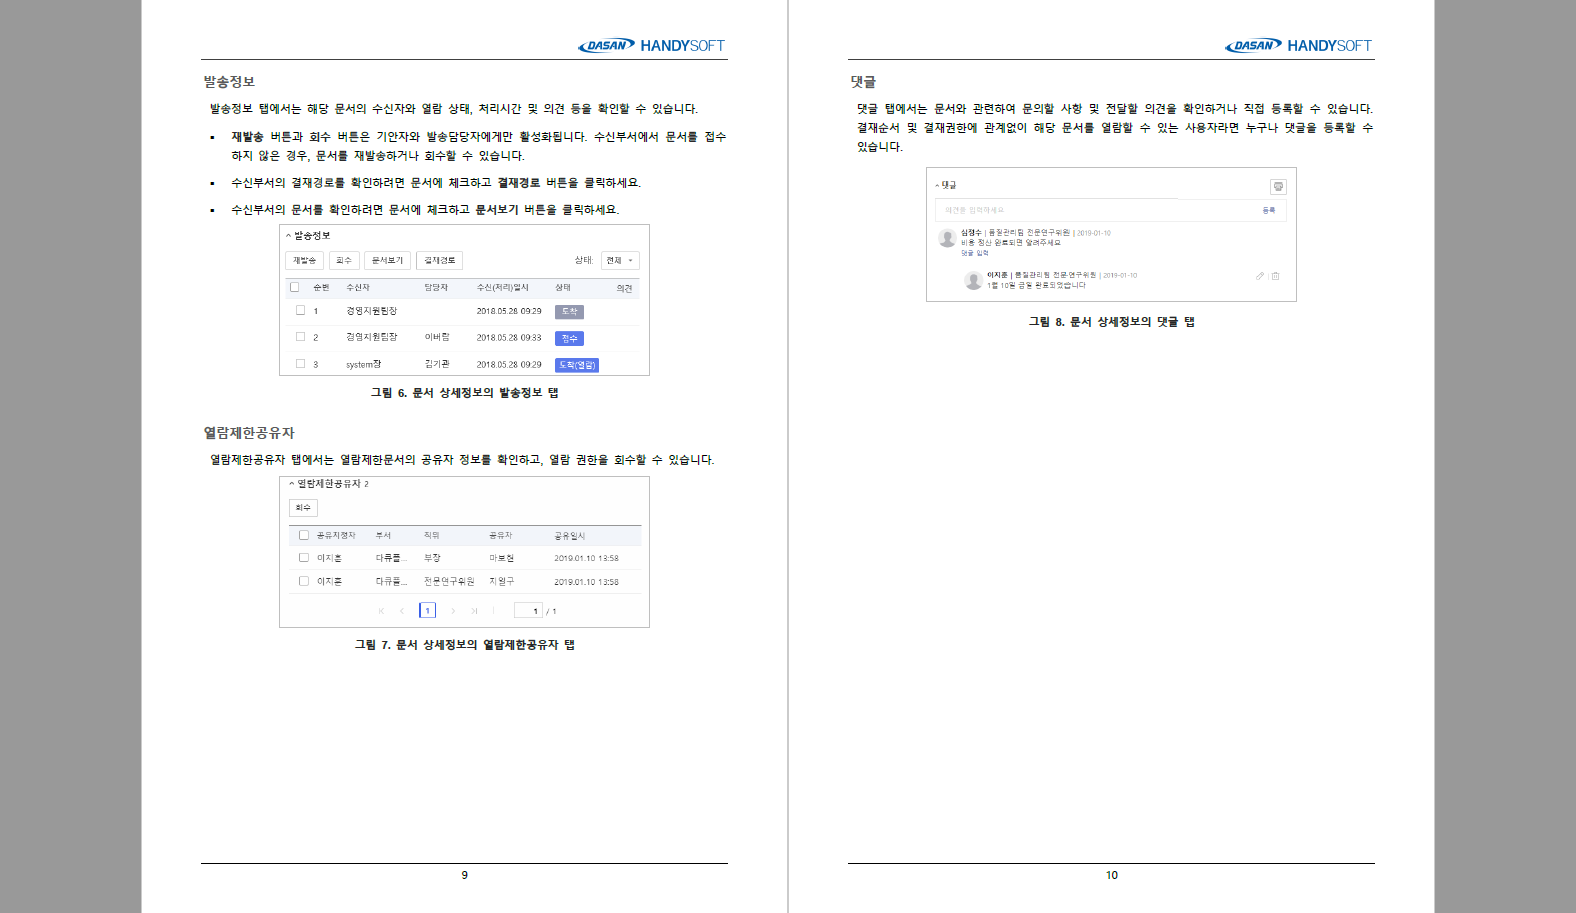 DASAN HANDYSOFT
발송정보
발송정보 탭에서는 해당 문서의 수신자와 열람 상태, 처리시간 및 의견 등을 확인할 수 있습니다.
▪ 재발송 버튼과 회수 버튼은 기안자와 발송담당자에게만 활성화됩니다. 수신부서에서 문서를 접수
하지 않은 경우, 문서를 재발송하거나 회수할 수 있습니다.
▪ 수신부서의 결재경로를 확인하려면 문서에 체크하고 결재경로 버튼을 클릭하세요.
▪ 수신부서의 문서를 확인하려면 문서에 체크하고 문서보기 버튼을 클릭하세요.
발송정보
재발송 회수 문서보기 결재경로 상태: 전체
순번 수신자 담당자 수신(처리)일시 상태 의견
1 경영지원팀장 2018.05.28 09:29 도착
2 경영지원팀장 이버람 2018.05.28 09:33 접수
3 system장 김기관 2018.05.28 09:29 도착(열람)
그림 6. 문서 상세정보의 발송정보 탭
열람제한공유자
열람제한공유자 탭에서는 열람제한문서의 공유자 정보를 확인하고, 열람 권한을 회수할 수 있습니다.
열람제한공유자 2
회수
공유지정자 부서 직위 공유자 공유일시
이지훈 다큐플... 부장 마보현 2019.01.10 13:58
이지훈 다큐플... 전문연구위원 지일구 2019.01.10 13:58
1 1 / 1
그림 7. 문서 상세정보의 열람제한공유자 탭
9
DASAN HANDYSOFT
댓글
댓글 탭에서는 문서와 관련하여 문의할 사항 및 전달할 의견을 확인하거나 직접 등록할 수 있습니다.
결재순서 및 결재권한에 관계없이 해당 문서를 열람할 수 있는 사용자라면 누구나 댓글을 등록할 수
있습니다.
댓글
의견을 입력하세요 등록
심정수 | 품질관리팀 전문연구위원 | 2019-01-10
비용 정산 완료되면 알려주세요
댓글 입력
이지훈 | 품질관리팀 전문연구위원 | 2019-01-10
1월 10일 금일 완료되었습니다
그림 8. 문서 상세정보의 댓글 탭
10